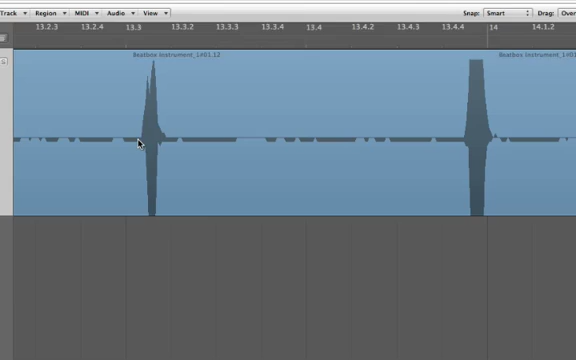 Track Region MIDI Audio View Snap: Smart Drag:
13.2.3 13.2.4 13.3 13.3.2 13.3.3 13.3.4 13.4 13.4.2 13.4.3 13.4.4 14 14.1.2
Beatbox Instrument_1#01.12 Beatbox Instrument_1#01